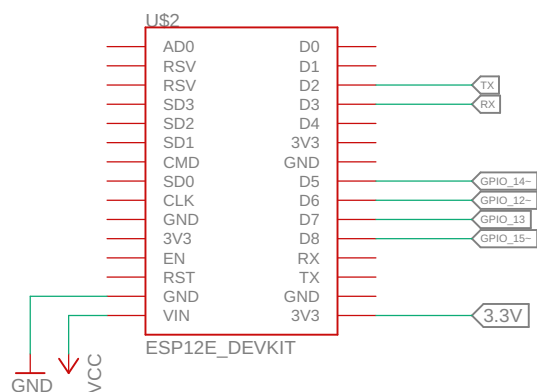 U$2
AD0 D0
RSV D1
RSV D2 TX
SD3 D3 RX
SD2 D4
SD1 3V3
CMD GND
SD0 D5 GPIO_14~
CLK D6 GPIO_12~
GND D7 GPIO_13
3V3 D8 GPIO_15~
EN RX
RST TX
GND GND
VIN 3V3 3.3V
ESP12E_DEVKIT
GND VCC